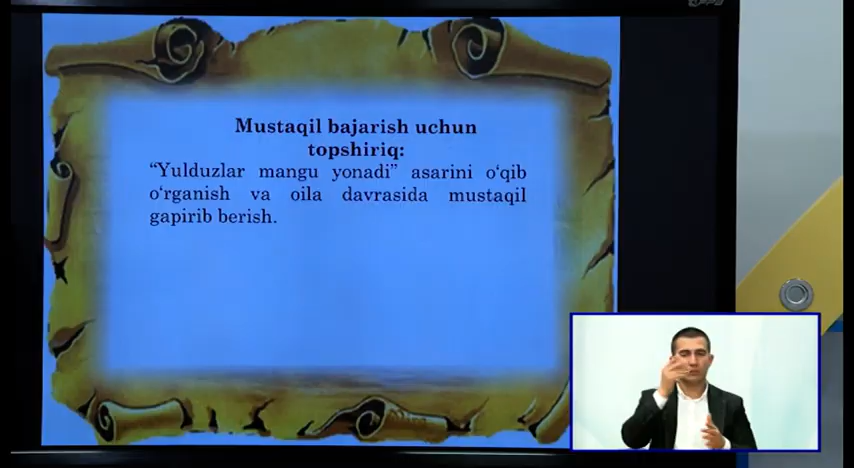 Mustaqil bajarish uchun
topshiriq:
“Yulduzlar mangu yonadi” asarini o‘qib
o‘rganish va oila davrasida mustaqil
gapirib berish.